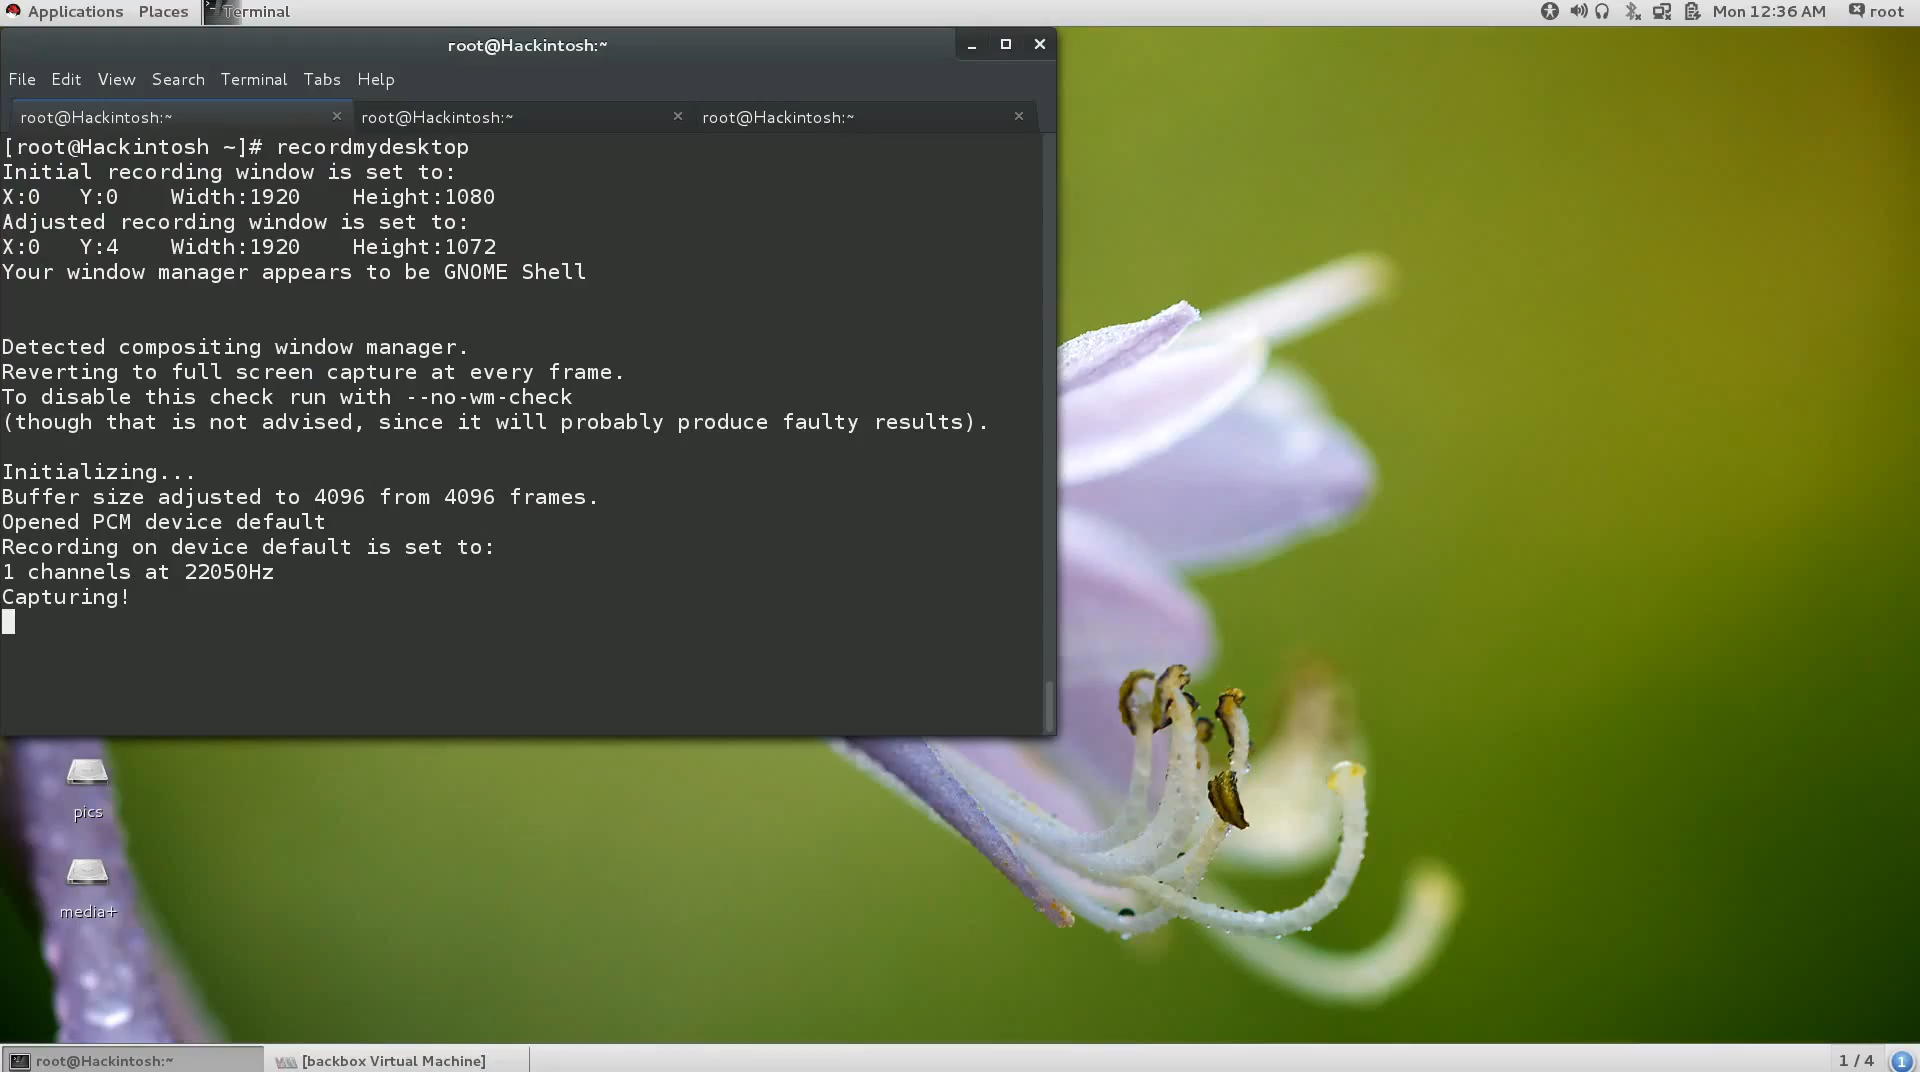 Applications Places Terminal Mon 12:36 AM root
root@Hackintosh:~
File Edit View Search Terminal Tabs Help
root@Hackintosh:~ root@Hackintosh:~ root@Hackintosh:~
[root@Hackintosh ~]# recordmydesktop
Initial recording window is set to:
X:0   Y:0    Width:1920    Height:1080
Adjusted recording window is set to:
X:0   Y:4    Width:1920    Height:1072
Your window manager appears to be GNOME Shell
Detected compositing window manager.
Reverting to full screen capture at every frame.
To disable this check run with --no-wm-check
(though that is not advised, since it will probably produce faulty results).
Initializing...
Buffer size adjusted to 4096 from 4096 frames.
Opened PCM device default
Recording on device default is set to:
1 channels at 22050Hz
Capturing!
pics
media+
root@Hackintosh:~ [backbox Virtual Machine] 1 / 4 1